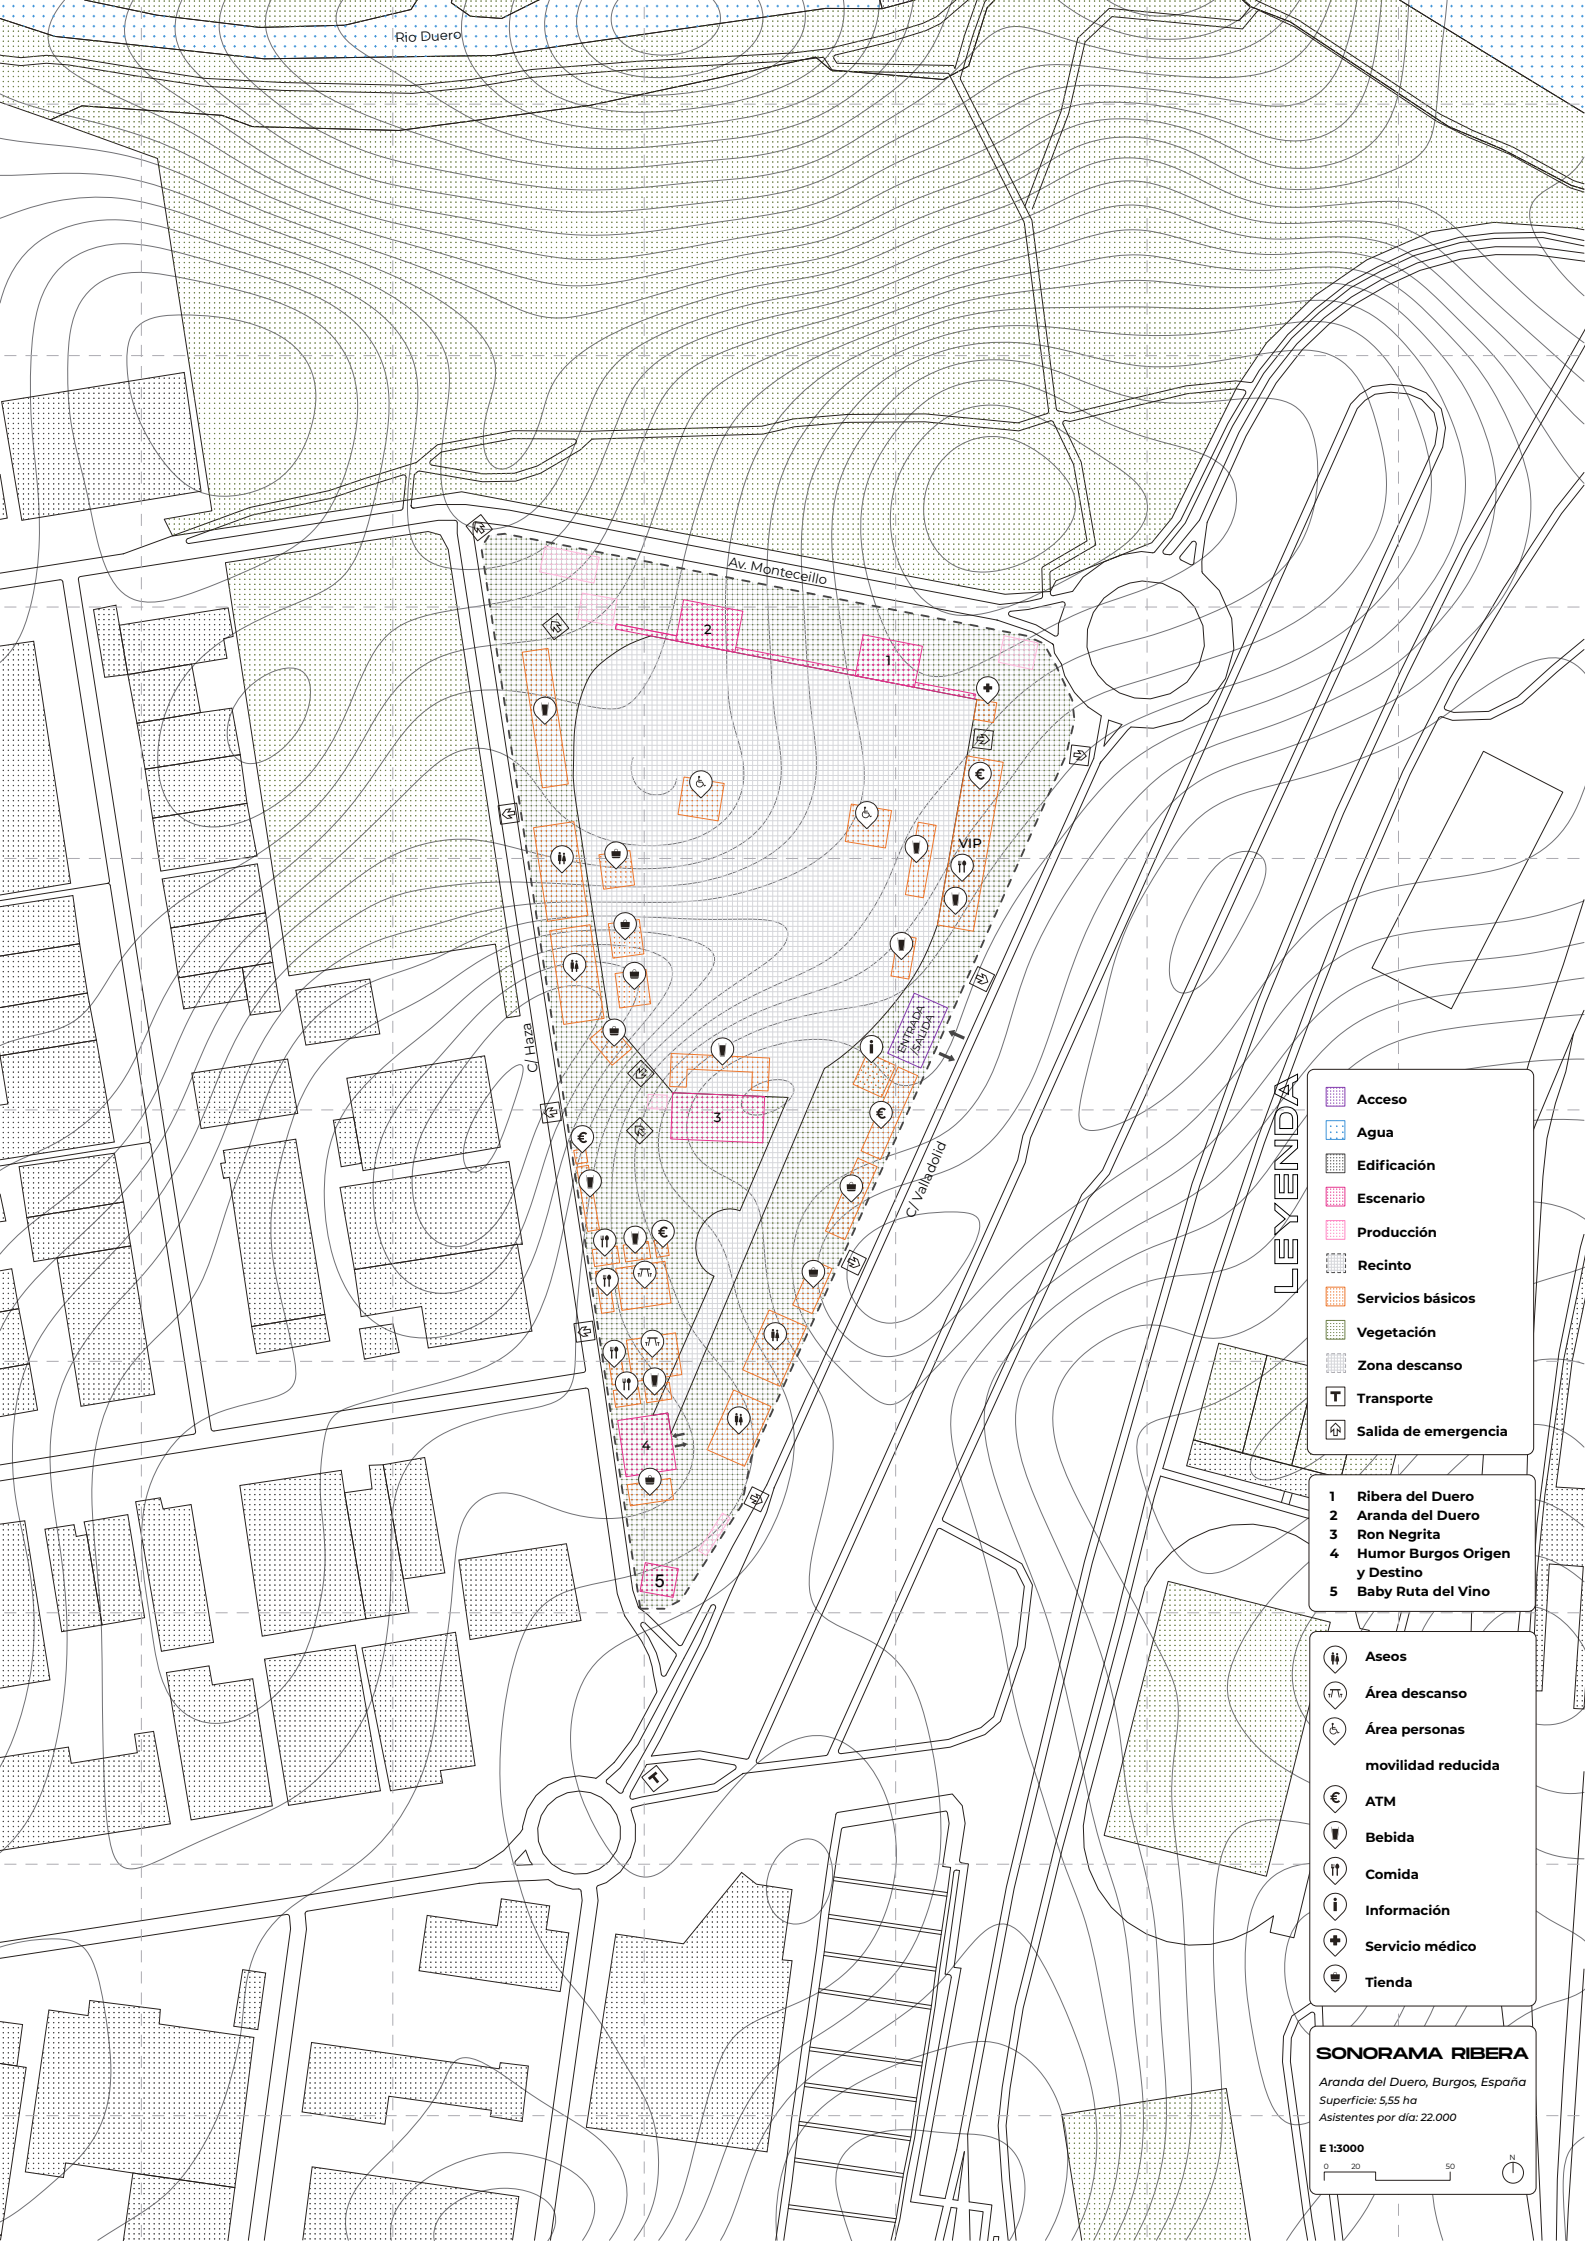 Rio Duero
Av. Montecillo
2
1
VIP
ENTRADA
/SALIDA
C/ Haza
3
C/ Valladolid
4
5
T
LEYENDA
Acceso
Agua
Edificación
Escenario
Producción
Recinto
Servicios básicos
Vegetación
Zona descanso
T Transporte
Salida de emergencia
1 Ribera del Duero
2 Aranda del Duero
3 Ron Negrita
4 Humor Burgos Origen
y Destino
5 Baby Ruta del Vino
Aseos
Área descanso
Área personas
movilidad reducida
€ ATM
Bebida
Comida
i Información
Servicio médico
Tienda
SONORAMA RIBERA
Aranda del Duero, Burgos, España
Superficie: 5,55 ha
Asistentes por día: 22.000
E 1:3000
0 20 50
N